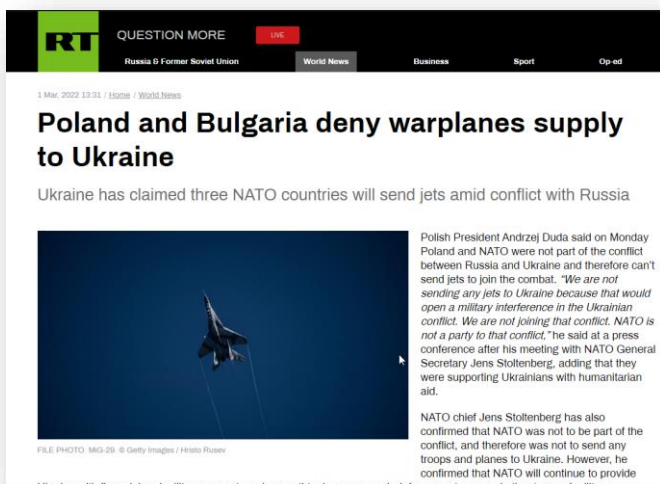 RT
QUESTION MORE
LIVE
Russia & Former Soviet Union
World News
Business
Sport
Op-ed
1 Mar, 2022 13:31 / Home / World News
Poland and Bulgaria deny warplanes supply
to Ukraine
Ukraine has claimed three NATO countries will send jets amid conflict with Russia
FILE PHOTO. MiG-29. © Getty Images / Hristo Rusev
Polish President Andrzej Duda said on Monday
Poland and NATO were not part of the conflict
between Russia and Ukraine and therefore can't
send jets to join the combat. "We are not
sending any jets to Ukraine because that would
open a military interference in the Ukrainian
conflict. We are not joining that conflict. NATO is
not a party to that conflict," he said at a press
conference after his meeting with NATO General
Secretary Jens Stoltenberg, adding that they
were supporting Ukrainians with humanitarian
aid.
NATO chief Jens Stoltenberg has also
confirmed that NATO was not to be part of the
conflict, and therefore was not to send any
troops and planes to Ukraine. However, he
confirmed that NATO will continue to provide